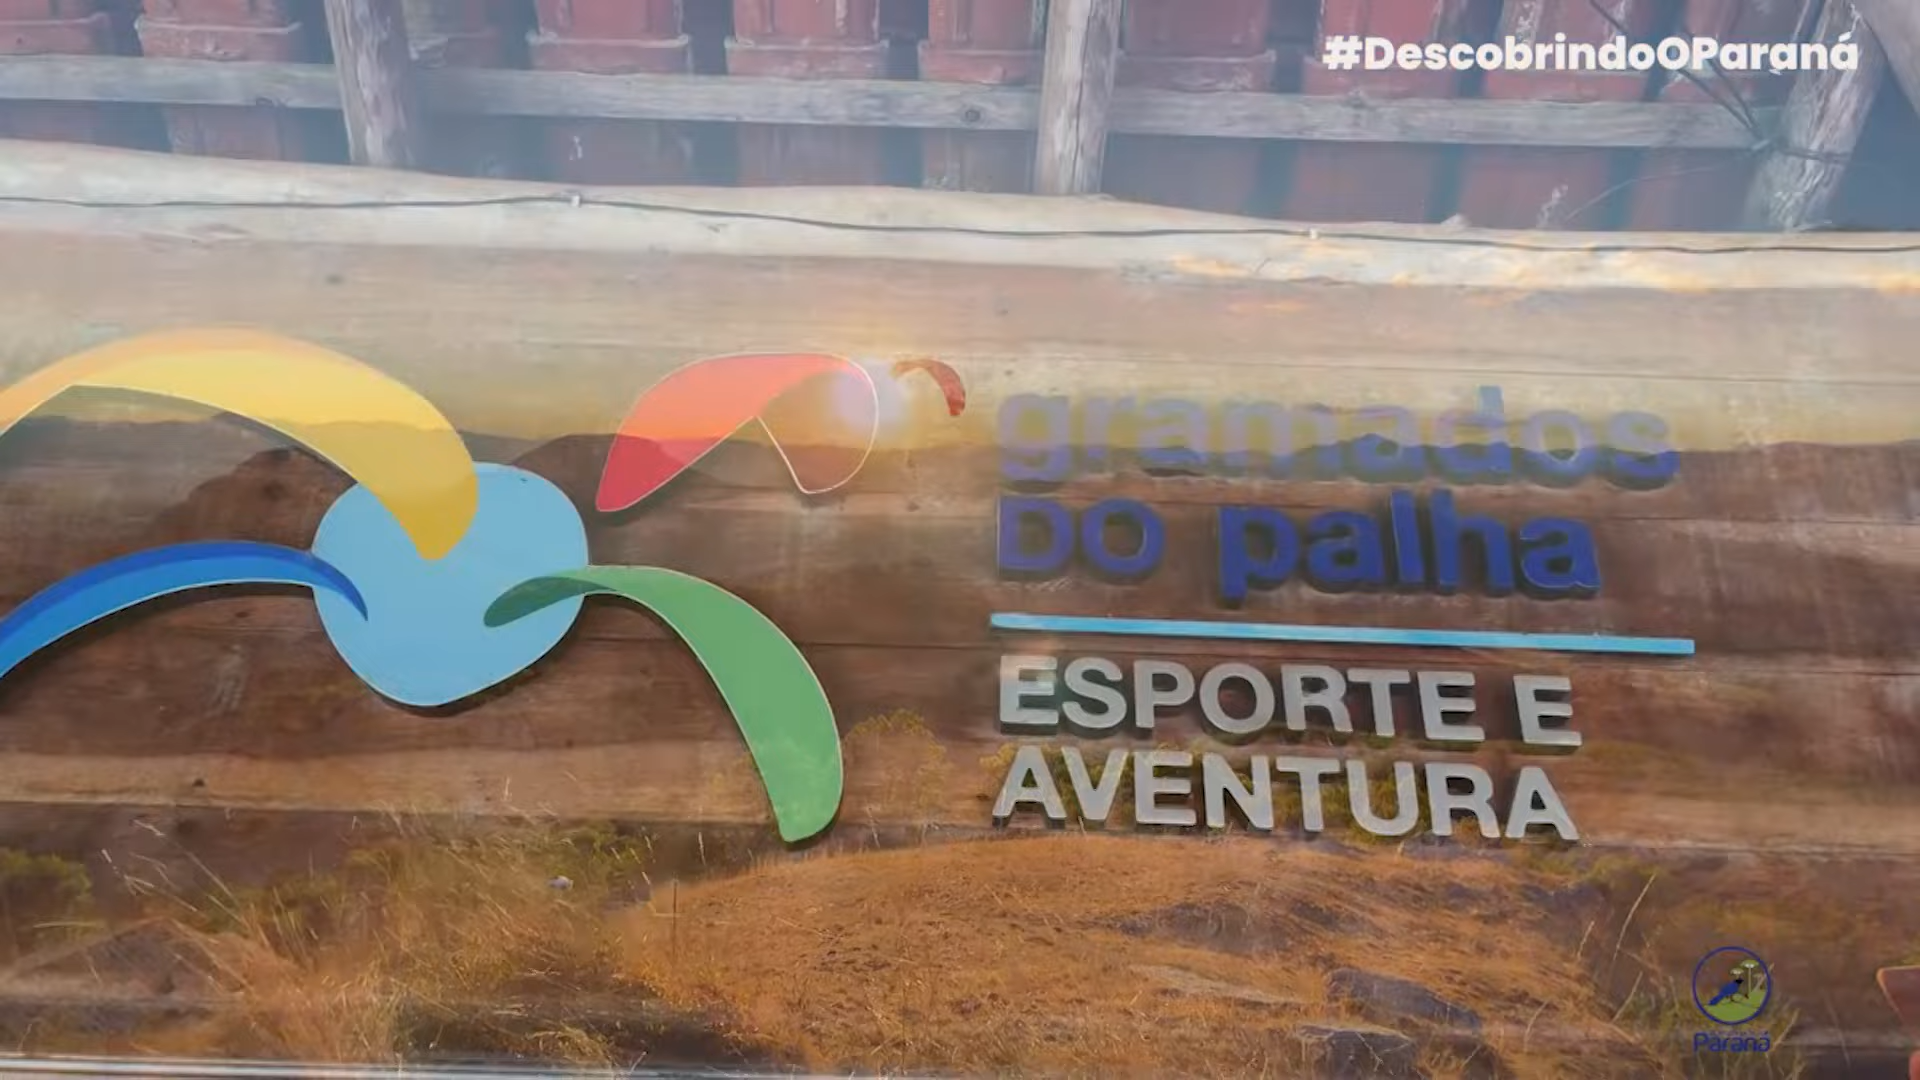 #DescobrindoOParaná
gramados
DO palha
ESPORTE E
AVENTURA
Paraná